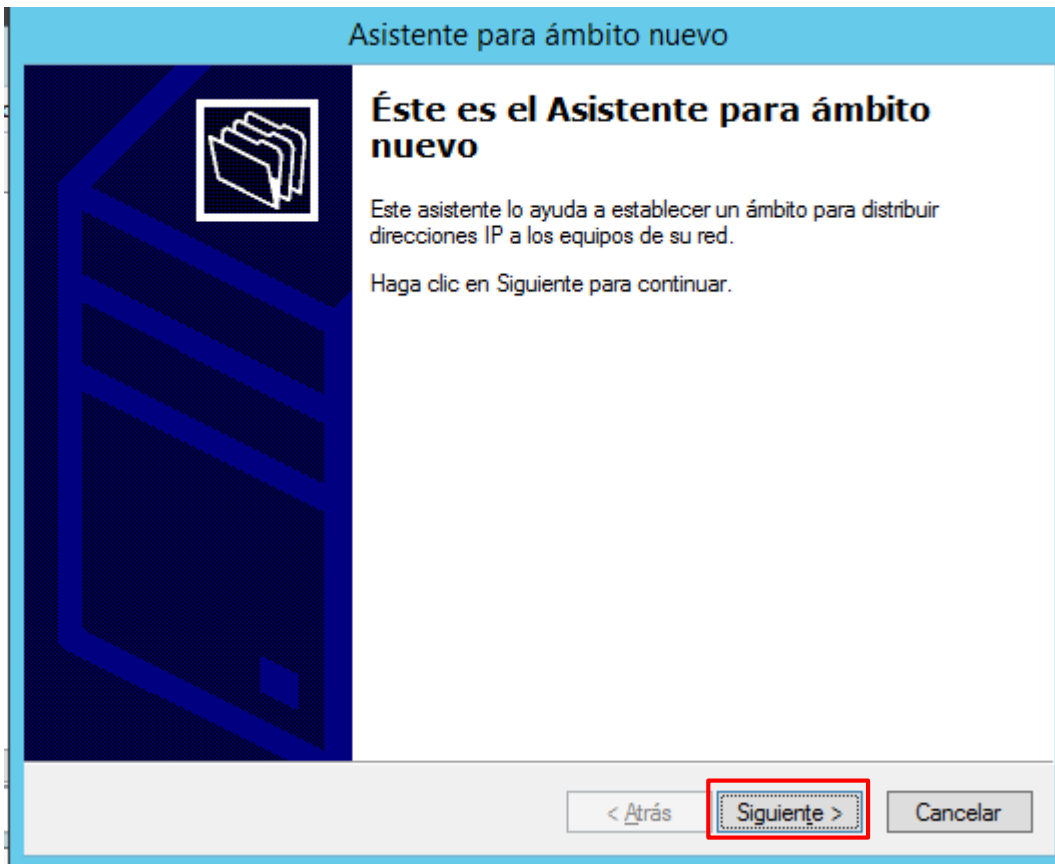 Asistente para ámbito nuevo
Éste es el Asistente para ámbito
nuevo
Este asistente lo ayuda a establecer un ámbito para distribuir
direcciones IP a los equipos de su red.
Haga clic en Siguiente para continuar.
< Atrás
Siguiente >
Cancelar